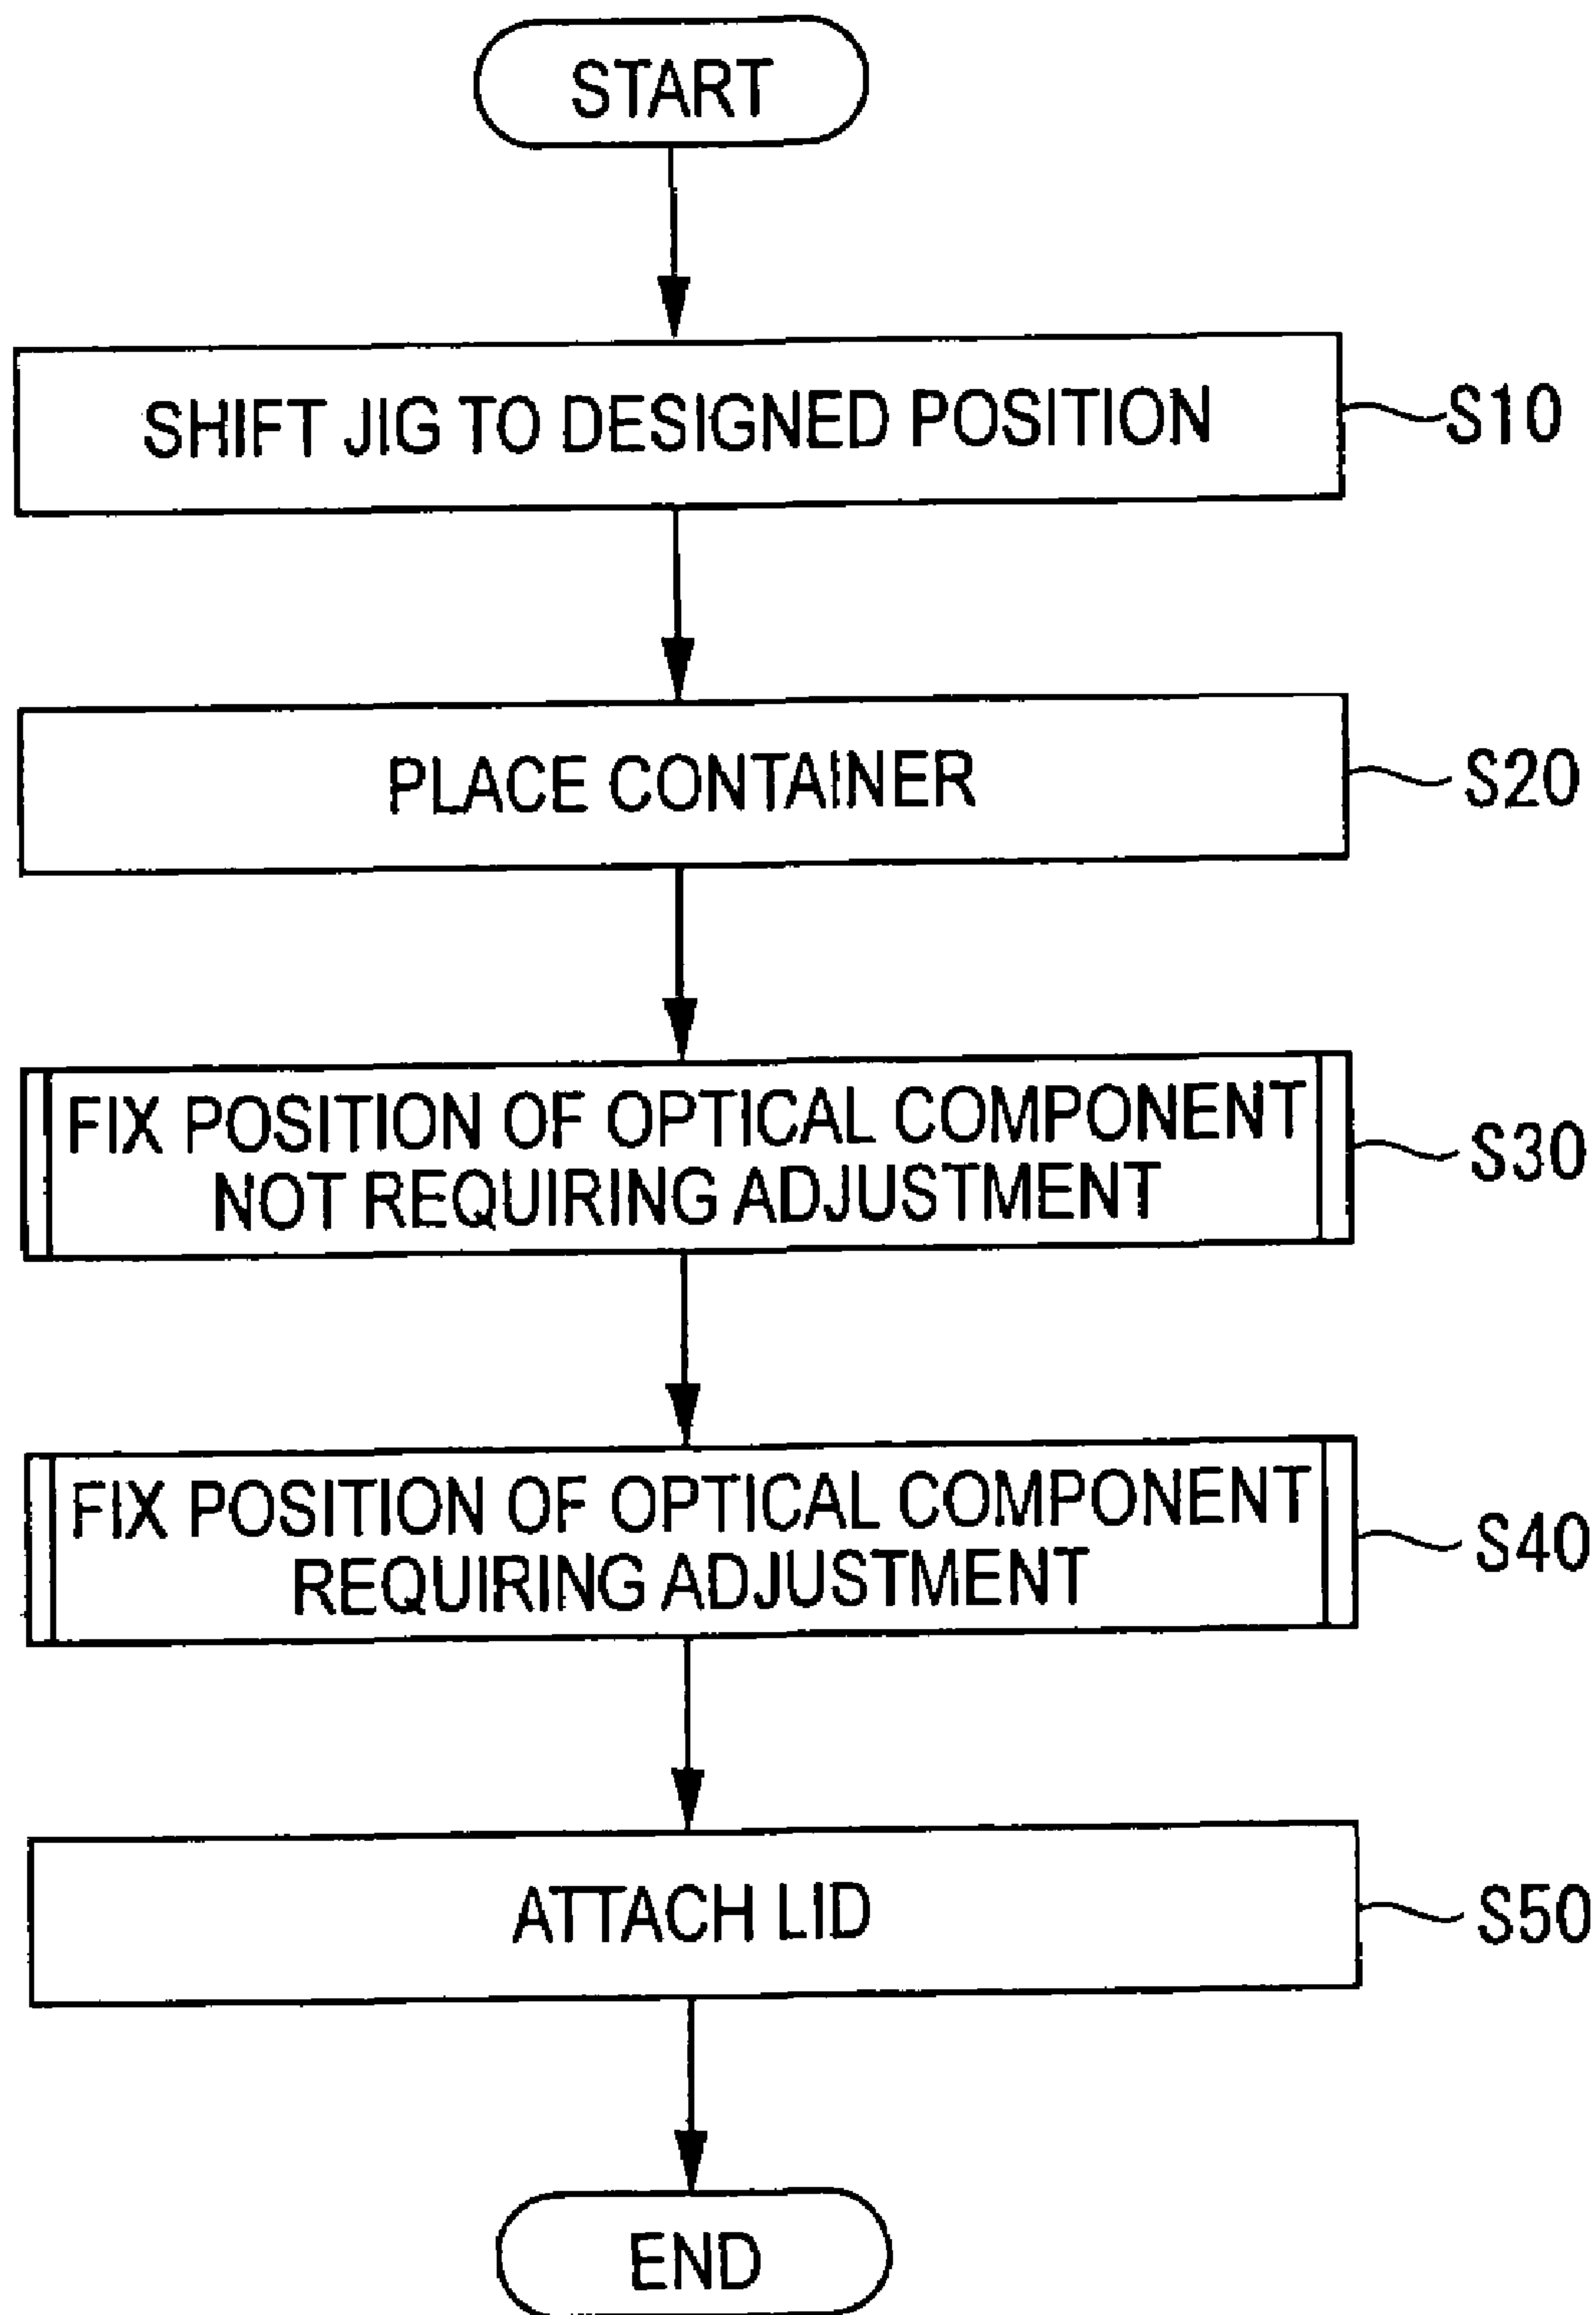 START
SHIFT JIG TO DESIGNED POSITION
S10
PLACE CONTAINER
S20
FIX POSITION OF OPTICAL COMPONENT
NOT REQUIRING ADJUSTMENT
S30
FIX POSITION OF OPTICAL COMPONENT
REQUIRING ADJUSTMENT
S40
ATTACH LID
S50
END